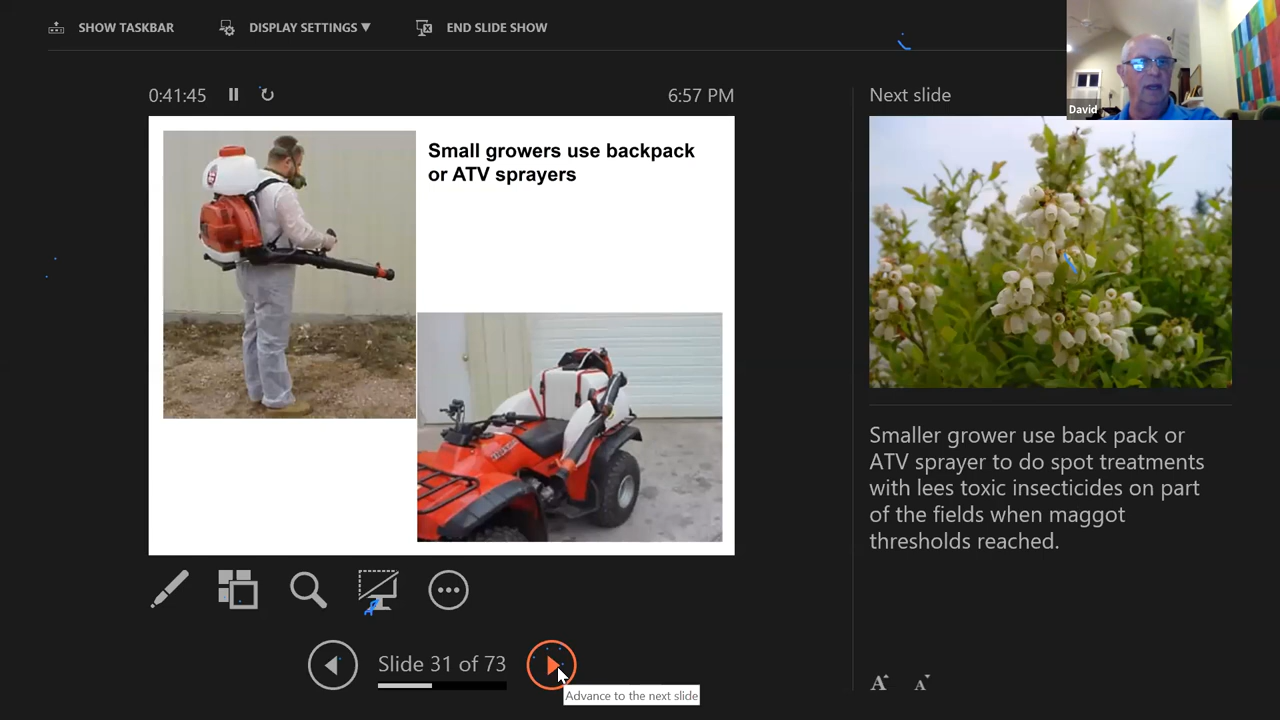 SHOW TASKBAR
DISPLAY SETTINGS ▼
END SLIDE SHOW
0:41:45
6:57 PM
Next slide
David
Small growers use backpack
or ATV sprayers
Smaller grower use back pack or
ATV sprayer to do spot treatments
with lees toxic insecticides on part
of the fields when maggot
thresholds reached.
Slide 31 of 73
Advance to the next slide
A A